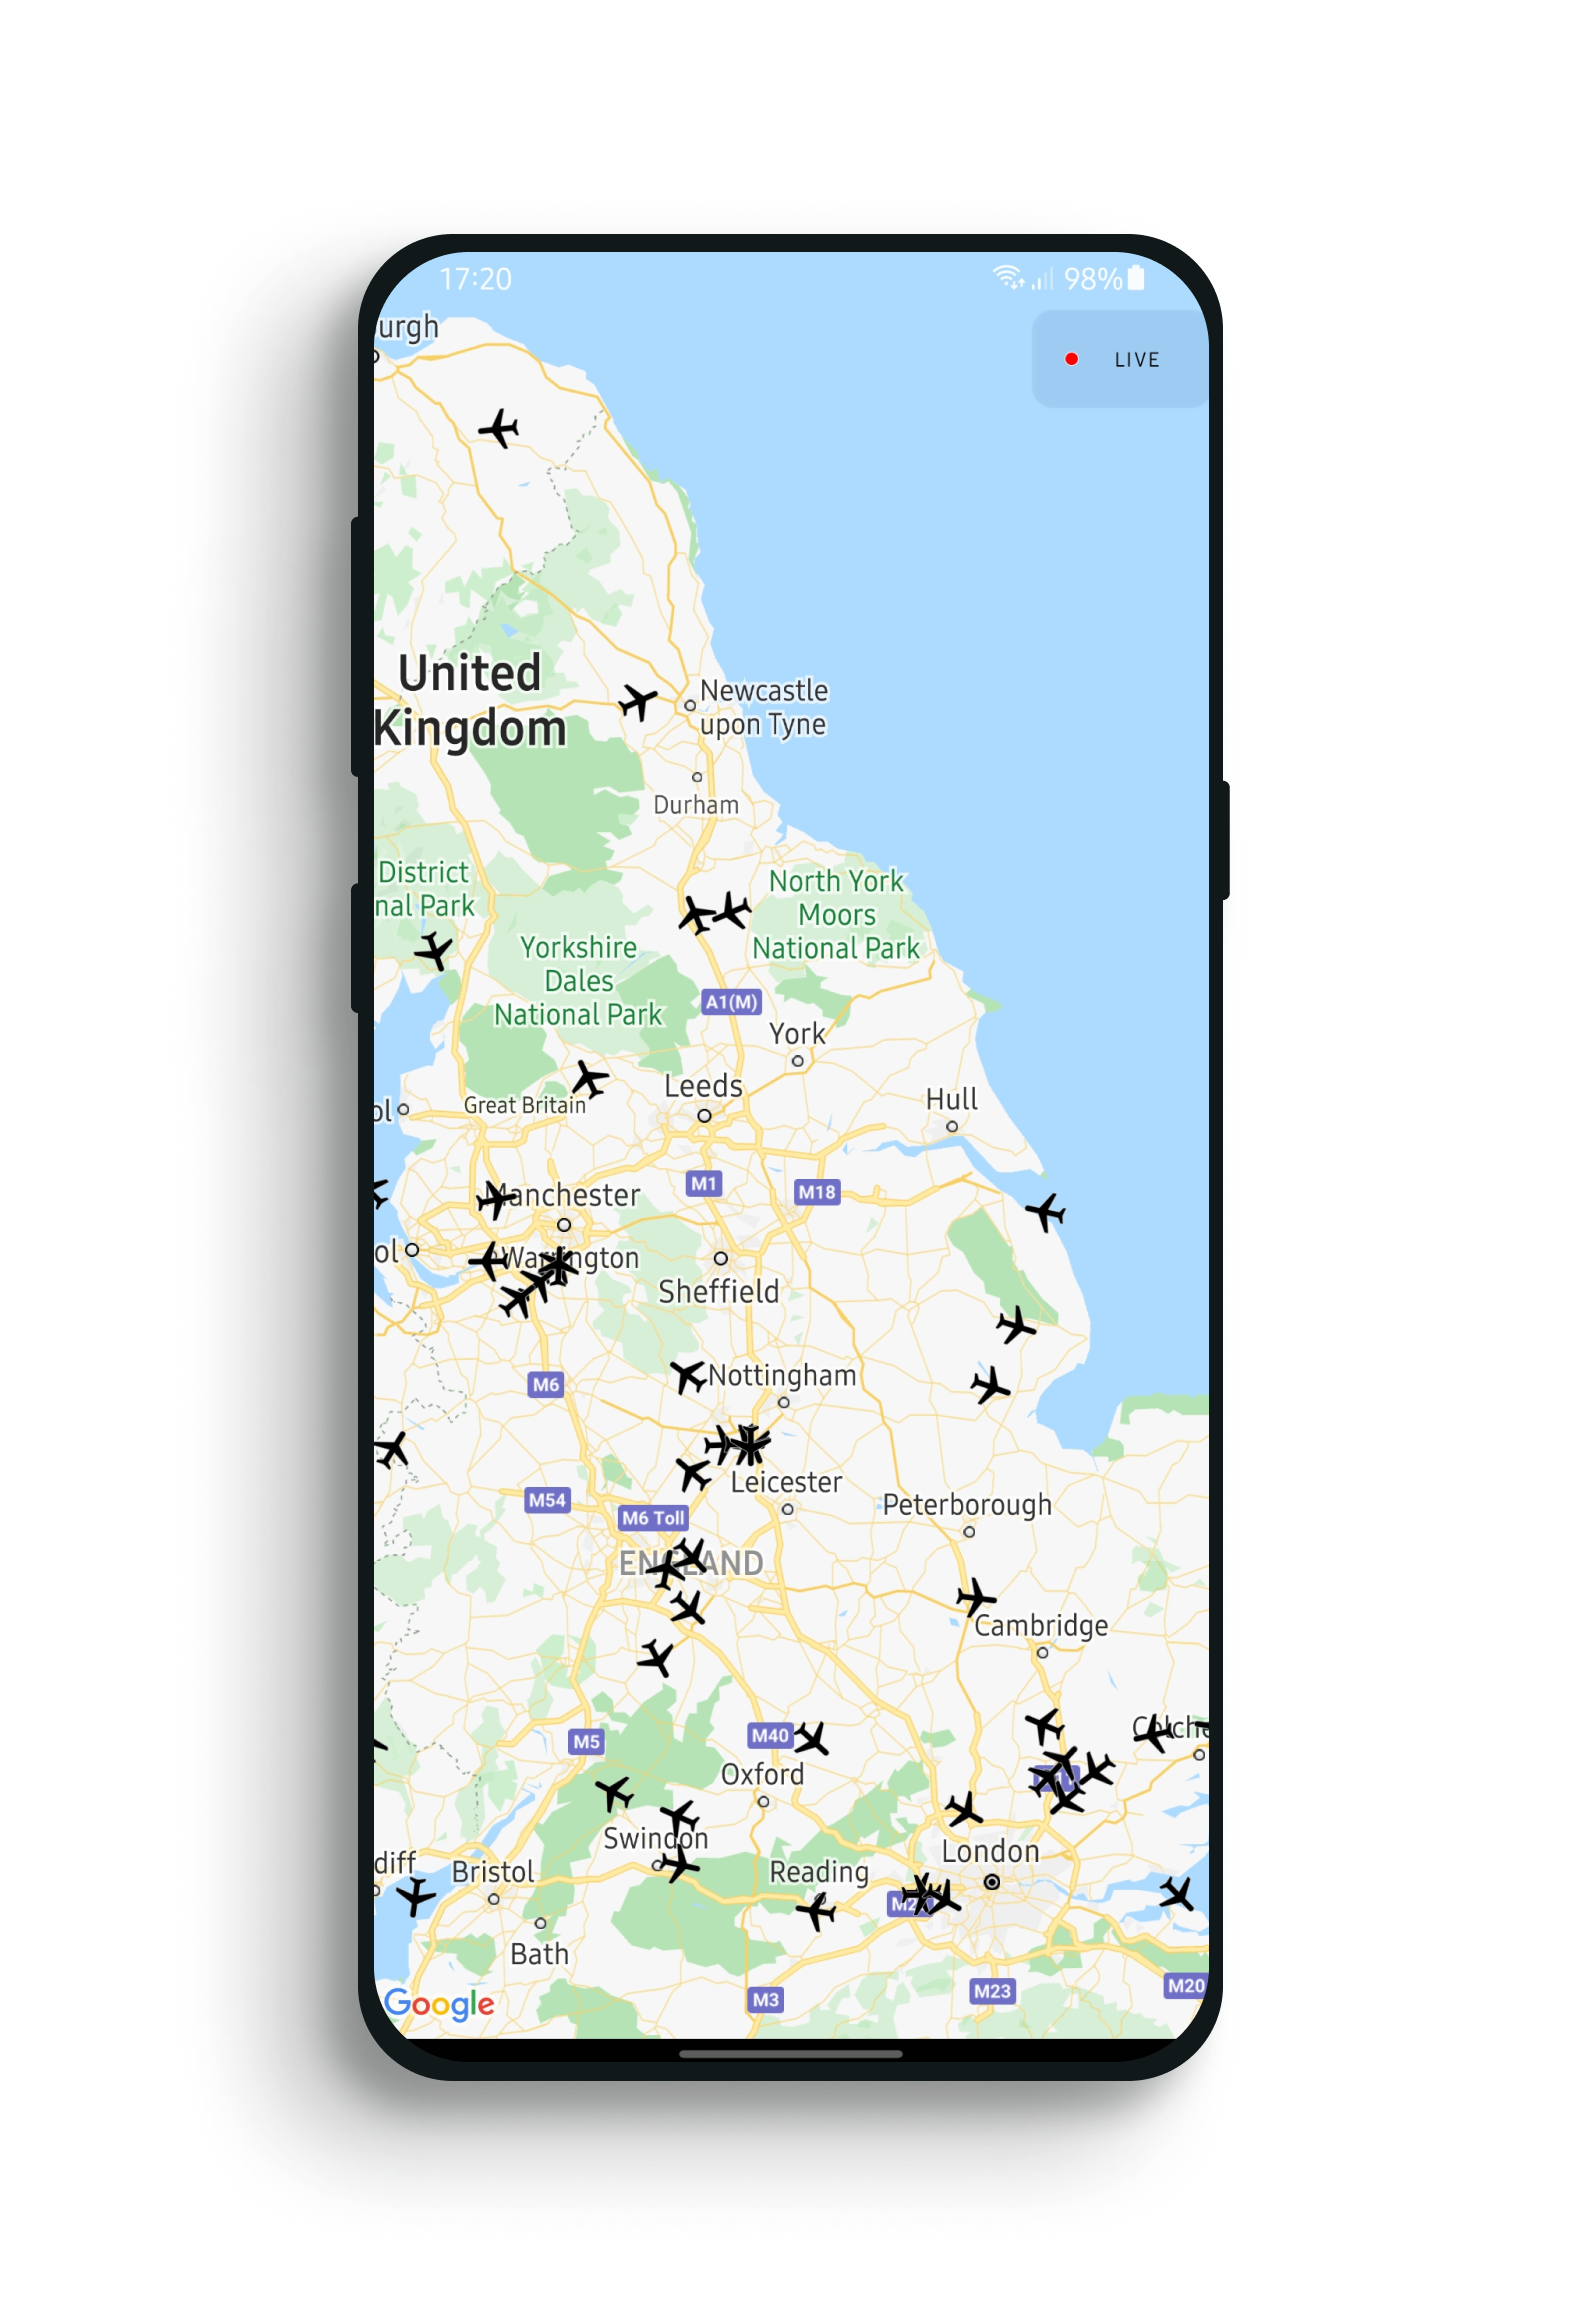 17:20
98%
urgh
LIVE
United
Kingdom
Newcastle
upon Tyne
Durham
District
nal Park
North York
Moors
National Park
Yorkshire
Dales
National Park
A1(M)
York
Leeds
Great Britain
ol
Hull
M1
M18
Manchester
ol
Warrington
Sheffield
Nottingham
M6
Leicester
M54
M6 Toll
Peterborough
ENGLAND
Cambridge
M5
M40
Colche
Oxford
Swindon
London
diff
Bristol
Reading
M2
Bath
Google
M3
M23
M20